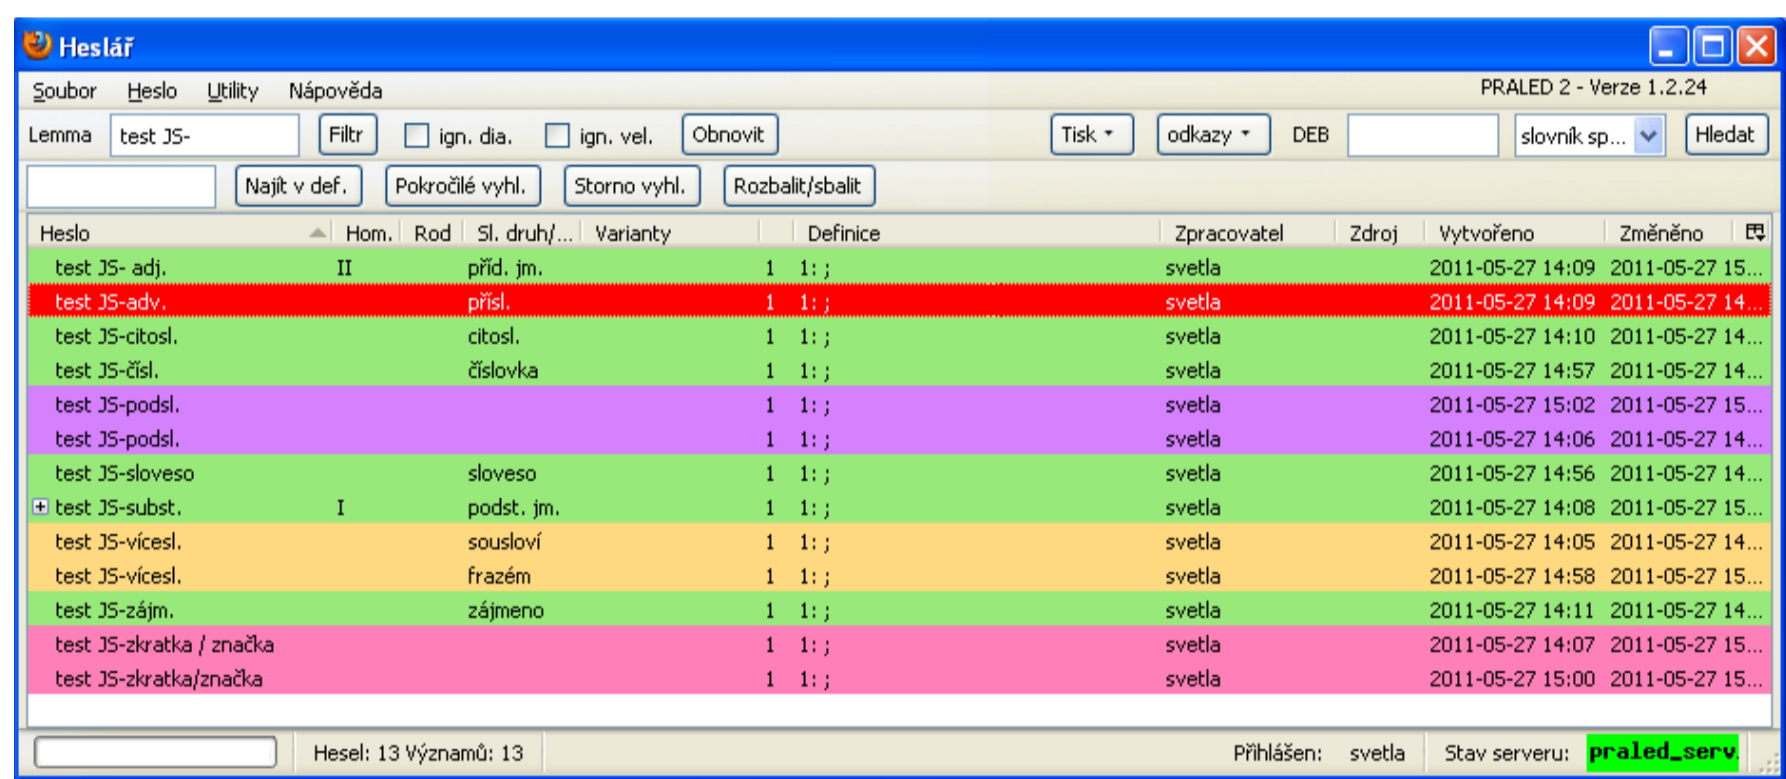 Heslář
Soubor Heslo Utility Nápověda PRALED 2 - Verze 1.2.24
Lemma test JS- Filtr ign. dia. ign. vel. Obnovit Tisk odkazy DEB slovník sp... Hledat
Najít v def. Pokročilé vyhl. Storno vyhl. Rozbalit/sbalit
Heslo Hom. Rod Sl. druh/... Varianty Definice Zpracovatel Zdroj Vytvořeno Změněno
test JS- adj. II příd. jm. 1 1: ; svetla 2011-05-27 14:09 2011-05-27 15...
test JS-adv. přísl. 1 1: ; svetla 2011-05-27 14:09 2011-05-27 14...
test JS-citosl. citosl. 1 1: ; svetla 2011-05-27 14:10 2011-05-27 14...
test JS-čísl. číslovka 1 1: ; svetla 2011-05-27 14:57 2011-05-27 14...
test JS-podsl. 1 1: ; svetla 2011-05-27 15:02 2011-05-27 15...
test JS-podsl. 1 1: ; svetla 2011-05-27 14:06 2011-05-27 14...
test JS-sloveso sloveso 1 1: ; svetla 2011-05-27 14:56 2011-05-27 14...
test JS-subst. I podst. jm. 1 1: ; svetla 2011-05-27 14:08 2011-05-27 15...
test JS-vícesl. sousloví 1 1: ; svetla 2011-05-27 14:05 2011-05-27 14...
test JS-vícesl. frazém 1 1: ; svetla 2011-05-27 14:58 2011-05-27 15...
test JS-zájm. zájmeno 1 1: ; svetla 2011-05-27 14:11 2011-05-27 14...
test JS-zkratka / značka 1 1: ; svetla 2011-05-27 14:07 2011-05-27 15...
test JS-zkratka/značka 1 1: ; svetla 2011-05-27 15:00 2011-05-27 15...
Hesel: 13 Významů: 13 Přihlášen: svetla Stav serveru: praled_serv